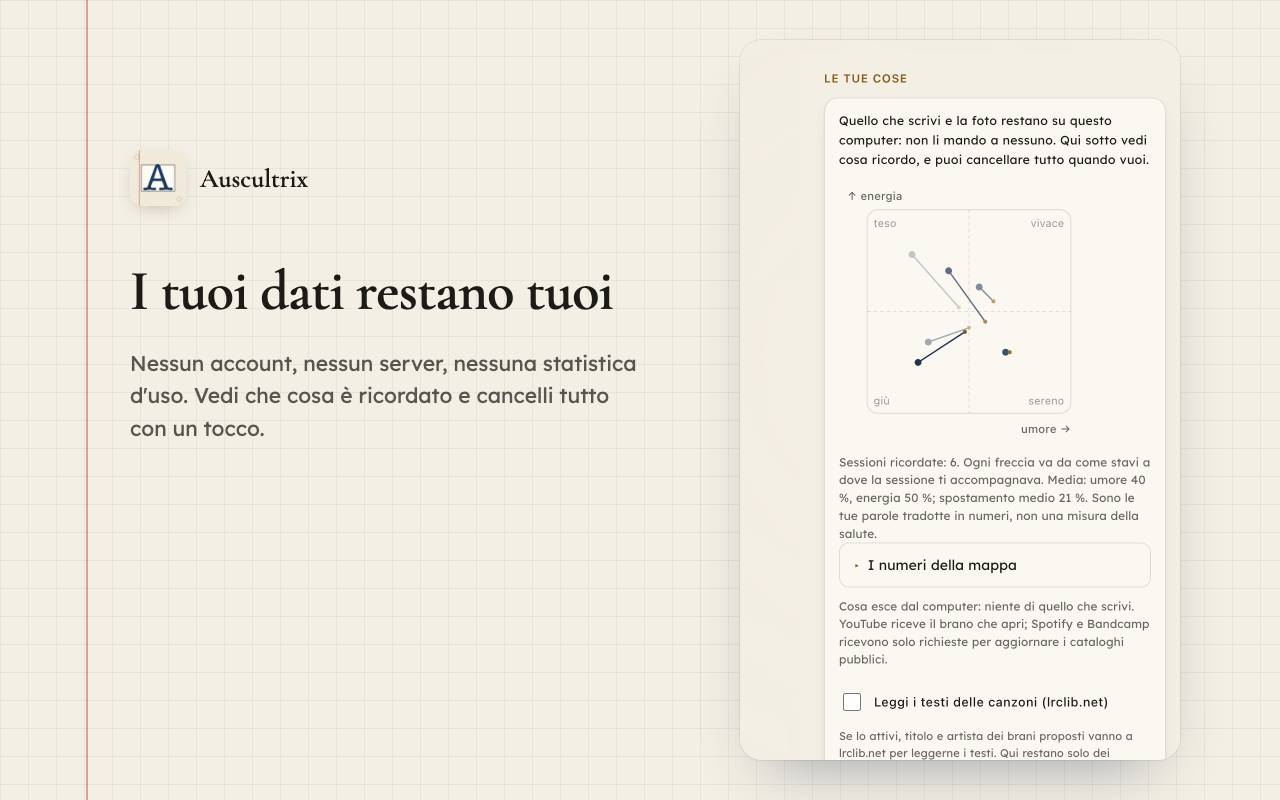 A
Auscultrix
I tuoi dati restano tuoi
Nessun account, nessun server, nessuna statistica
d'uso. Vedi che cosa è ricordato e cancelli tutto
con un tocco.
LE TUE COSE
Quello che scrivi e la foto restano su questo
computer: non li mando a nessuno. Qui sotto vedi
cosa ricordo, e puoi cancellare tutto quando vuoi.
↑ energia
teso
vivace
giù
sereno
umore →
Sessioni ricordate: 6. Ogni freccia va da come stavi a
dove la sessione ti accompagnava. Media: umore 40
%, energia 50 %; spostamento medio 21 %. Sono le
tue parole tradotte in numeri, non una misura della
salute.
I numeri della mappa
Cosa esce dal computer: niente di quello che scrivi.
YouTube riceve il brano che apri; Spotify e Bandcamp
ricevono solo richieste per aggiornare i cataloghi
pubblici.
Leggi i testi delle canzoni (lrclib.net)
Se lo attivi, titolo e artista dei brani proposti vanno a
lrclib.net per leggerne i testi. Qui restano solo dei